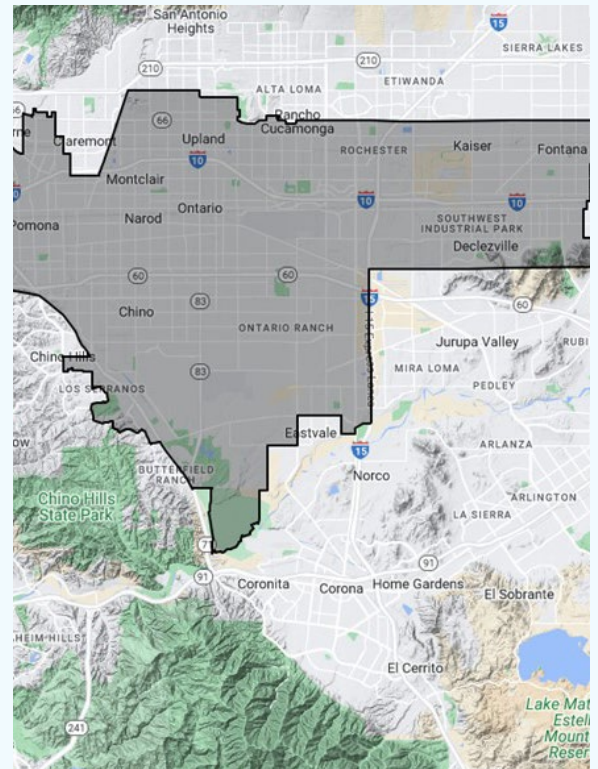 San Antonio
Heights
15
SIERRA LAKES
210
210
ETIWANDA
ALTA LOMA
Rancho
Cucamonga
66
Claremont
Upland
10
ROCHESTER
Kaiser
Fontana
Montclair
10
10
Narod
Ontario
Pomona
SOUTHWEST
INDUSTRIAL PARK
Declezville
60
60
83
15
60
Chino
ONTARIO RANCH
Jurupa Valley
RUBI
Chino Hills
MIRA LOMA
83
PEDLEY
LOS SERRANOS
Eastvale
15
ARLANZA
BUTTERFIELD
RANCH
Norco
Chino Hills
State Park
ARLINGTON
LA SIERRA
71
91
91
Coronita
Corona
Home Gardens
El Sobrante
HEIM HILLS
El Cerrito
241
Lake Mat
Estell
Mount
Reser